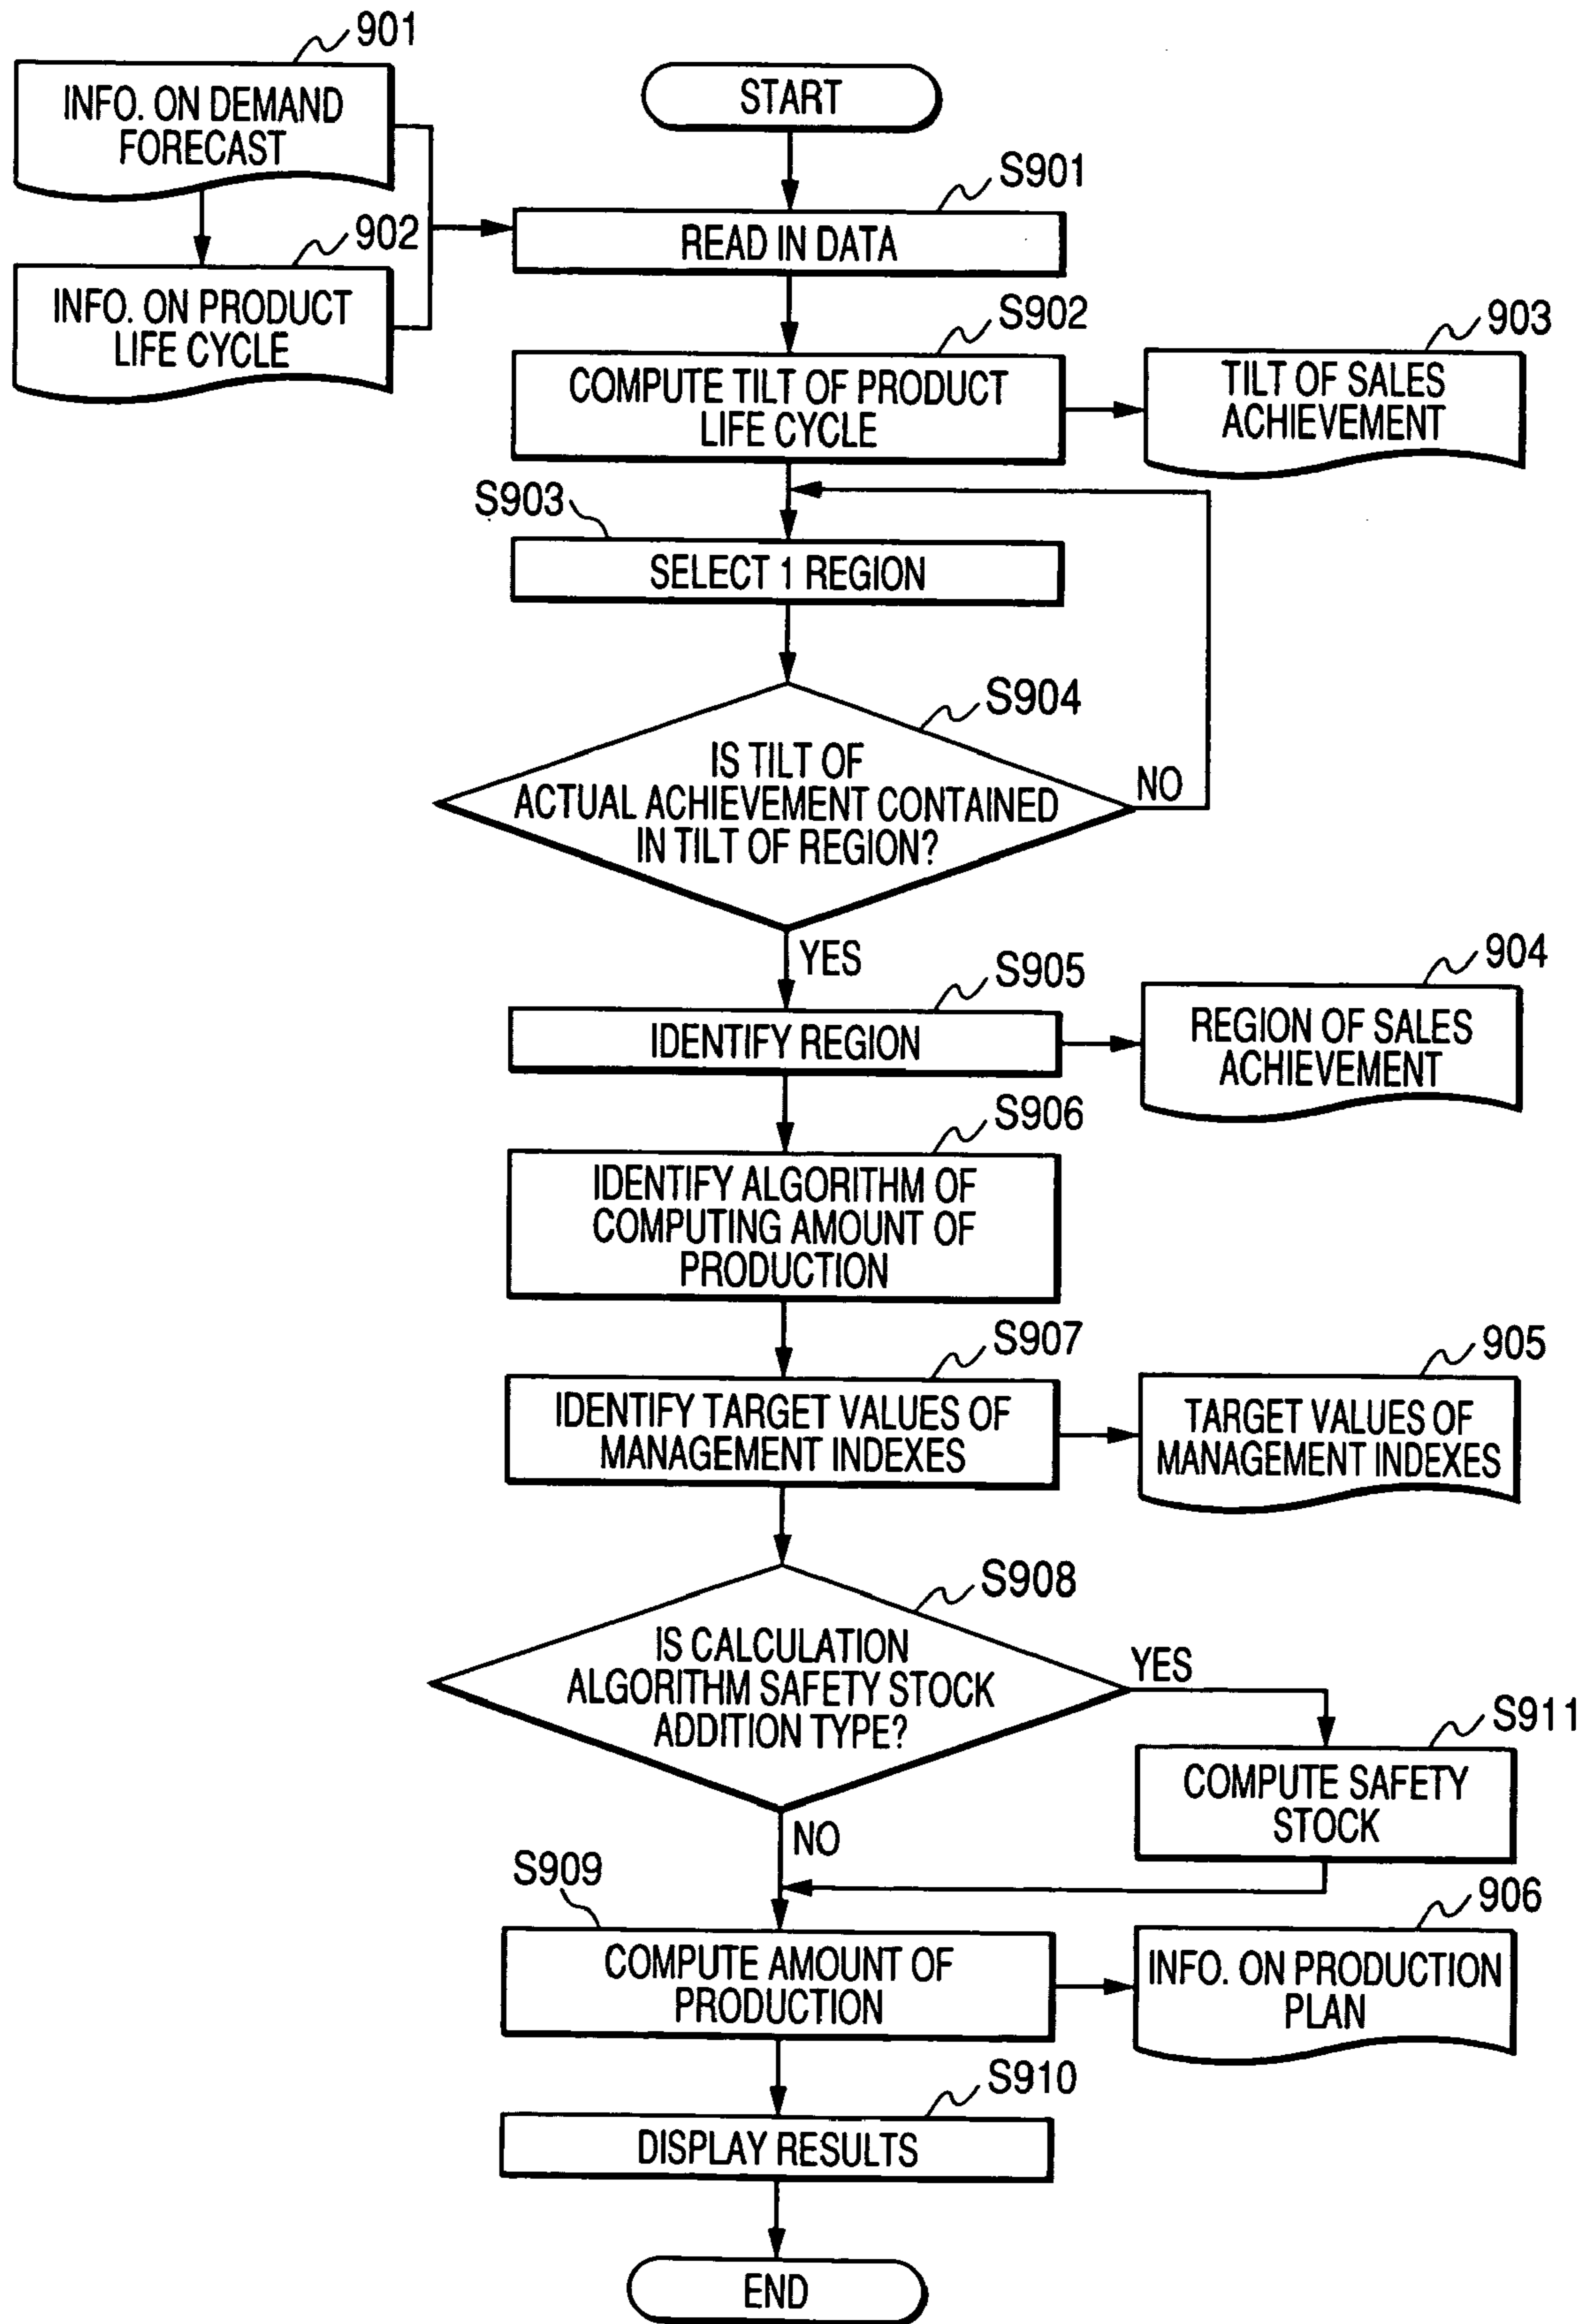 901
INFO. ON DEMAND
FORECAST
START
S901
READ IN DATA
902
INFO. ON PRODUCT
LIFE CYCLE
S902
COMPUTE TILT OF PRODUCT
LIFE CYCLE
903
TILT OF SALES
ACHIEVEMENT
S903
SELECT 1 REGION
S904
IS TILT OF
ACTUAL ACHIEVEMENT CONTAINED
IN TILT OF REGION?
NO
YES
S905
IDENTIFY REGION
904
REGION OF SALES
ACHIEVEMENT
S906
IDENTIFY ALGORITHM OF
COMPUTING AMOUNT OF
PRODUCTION
S907
IDENTIFY TARGET VALUES OF
MANAGEMENT INDEXES
905
TARGET VALUES OF
MANAGEMENT INDEXES
S908
IS CALCULATION
ALGORITHM SAFETY STOCK
ADDITION TYPE?
YES
S911
COMPUTE SAFETY
STOCK
NO
S909
COMPUTE AMOUNT OF
PRODUCTION
906
INFO. ON PRODUCTION
PLAN
S910
DISPLAY RESULTS
END